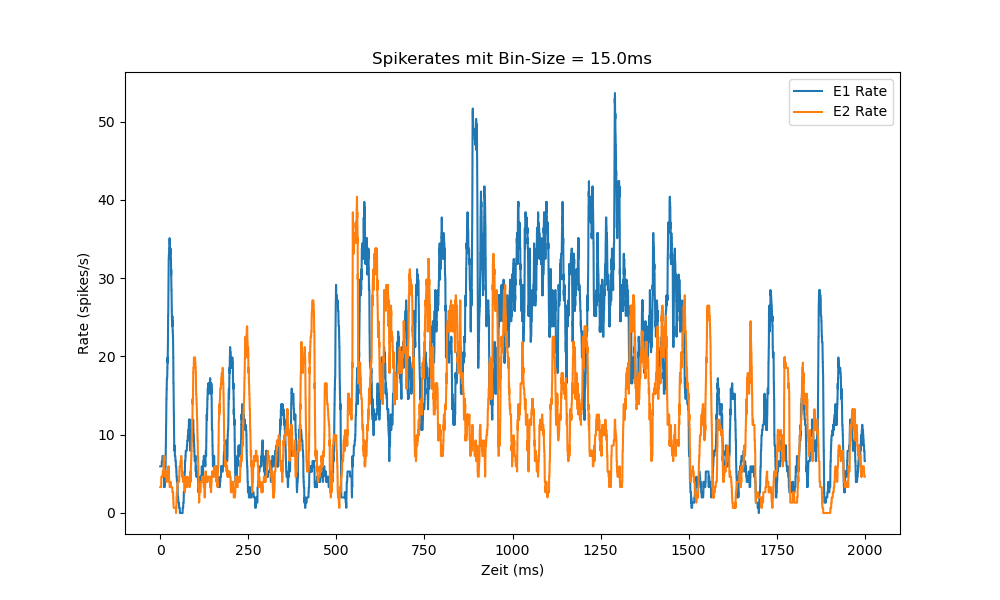 Spikerates mit Bin-Size = 15.0ms
E1 Rate
E2 Rate
Rate (spikes/s)
50
40
30
20
10
0
0 250 500 750 1000 1250 1500 1750 2000
Zeit (ms)